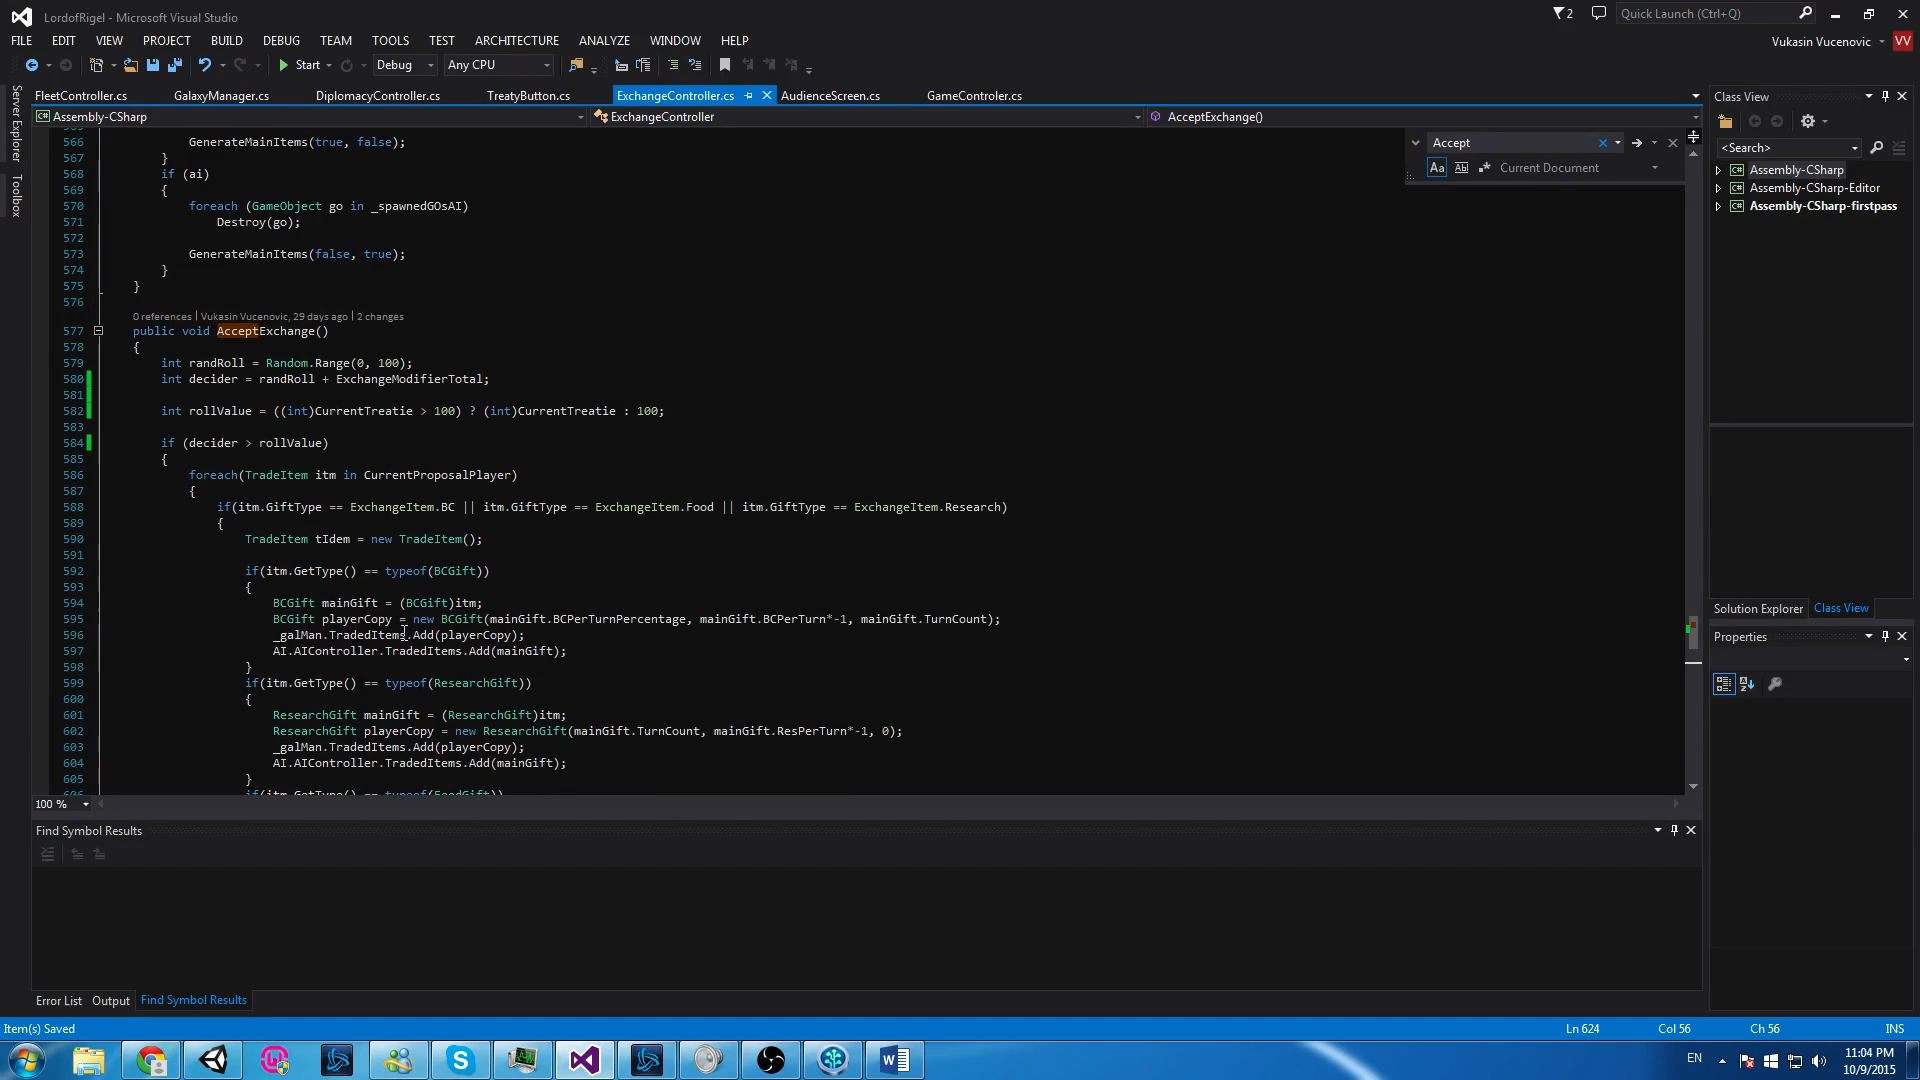 LordofRigel - Microsoft Visual Studio
2
Quick Launch (Ctrl+Q)
FILE EDIT VIEW PROJECT BUILD DEBUG TEAM TOOLS TEST ARCHITECTURE ANALYZE WINDOW HELP
Vukasin Vucenovic VV
Start Debug Any CPU
Server Explorer
Toolbox
FleetController.cs GalaxyManager.cs DiplomacyController.cs TreatyButton.cs ExchangeController.cs AudienceScreen.cs GameControler.cs
Assembly-CSharp ExchangeController AcceptExchange()
Accept
Aa Current Document
566 GenerateMainItems(true, false);
567 }
568 if (ai)
569 {
570 foreach (GameObject go in _spawnedGOsAI)
571 Destroy(go);
572
573 GenerateMainItems(false, true);
574 }
575 }
576
0 references | Vukasin Vucenovic, 29 days ago | 2 changes
577 public void AcceptExchange()
578 {
579 int randRoll = Random.Range(0, 100);
580 int decider = randRoll + ExchangeModifierTotal;
581
582 int rollValue = ((int)CurrentTreatie > 100) ? (int)CurrentTreatie : 100;
583
584 if (decider > rollValue)
585 {
586 foreach(TradeItem itm in CurrentProposalPlayer)
587 {
588 if(itm.GiftType == ExchangeItem.BC || itm.GiftType == ExchangeItem.Food || itm.GiftType == ExchangeItem.Research)
589 {
590 TradeItem tIdem = new TradeItem();
591
592 if(itm.GetType() == typeof(BCGift))
593 {
594 BCGift mainGift = (BCGift)itm;
595 BCGift playerCopy = new BCGift(mainGift.BCPerTurnPercentage, mainGift.BCPerTurn*-1, mainGift.TurnCount);
596 _galMan.TradedItems.Add(playerCopy);
597 AI.AIController.TradedItems.Add(mainGift);
598 }
599 if(itm.GetType() == typeof(ResearchGift))
600 {
601 ResearchGift mainGift = (ResearchGift)itm;
602 ResearchGift playerCopy = new ResearchGift(mainGift.TurnCount, mainGift.ResPerTurn*-1, 0);
603 _galMan.TradedItems.Add(playerCopy);
604 AI.AIController.TradedItems.Add(mainGift);
605 }
606 if(itm.GetType() == typeof(FoodGift))
100 %
Find Symbol Results
Error List Output Find Symbol Results
Class View
<Search>
Assembly-CSharp
Assembly-CSharp-Editor
Assembly-CSharp-firstpass
Solution Explorer Class View
Properties
Item(s) Saved Ln 624 Col 56 Ch 56 INS
EN
11:04 PM
10/9/2015